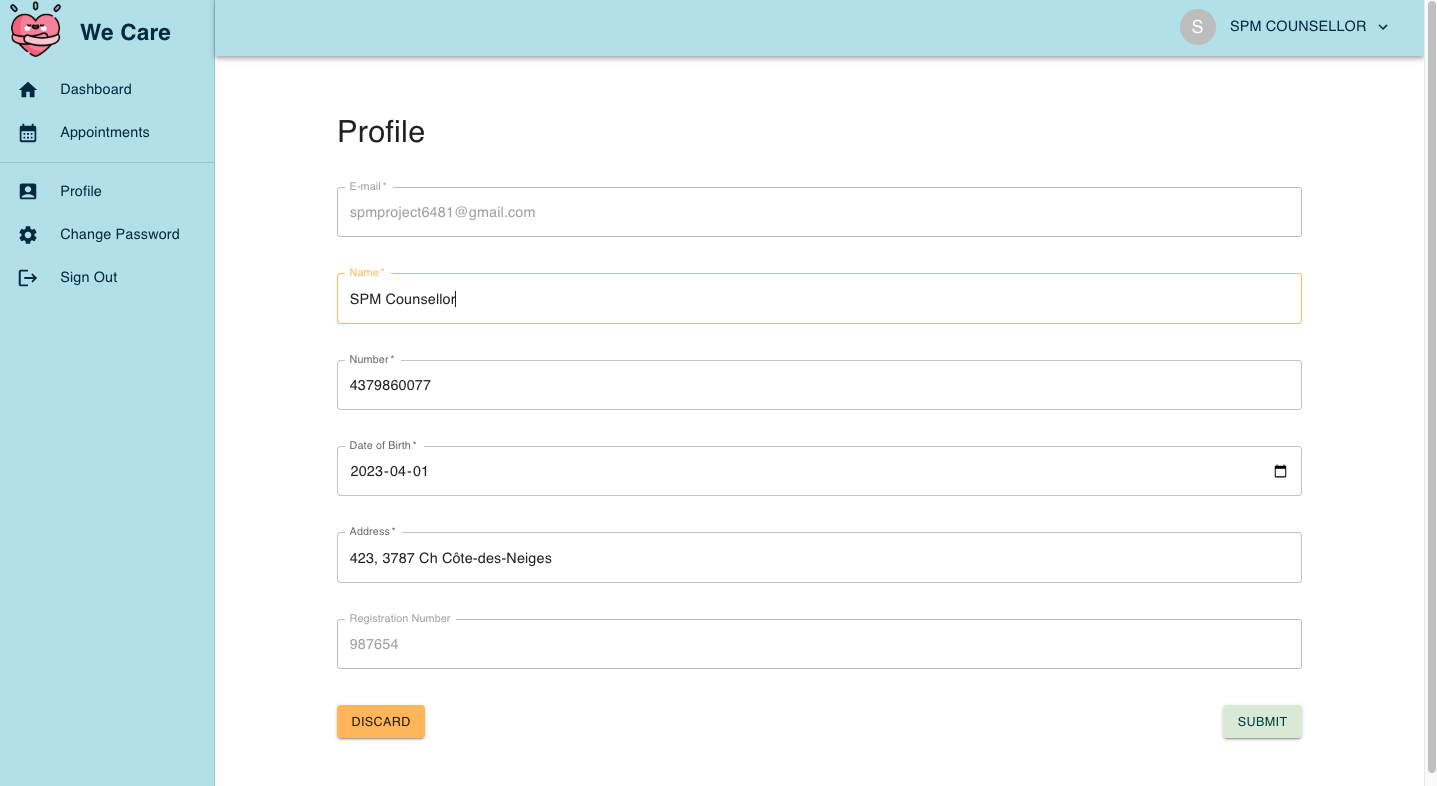 We Care
S
SPM COUNSELLOR
Dashboard
Appointments
Profile
Change Password
Sign Out
Profile
E-mail *
spmproject6481@gmail.com
Name *
SPM Counsellor
Number *
4379860077
Date of Birth *
2023-04-01
Address *
423, 3787 Ch Côte-des-Neiges
Registration Number
987654
DISCARD
SUBMIT